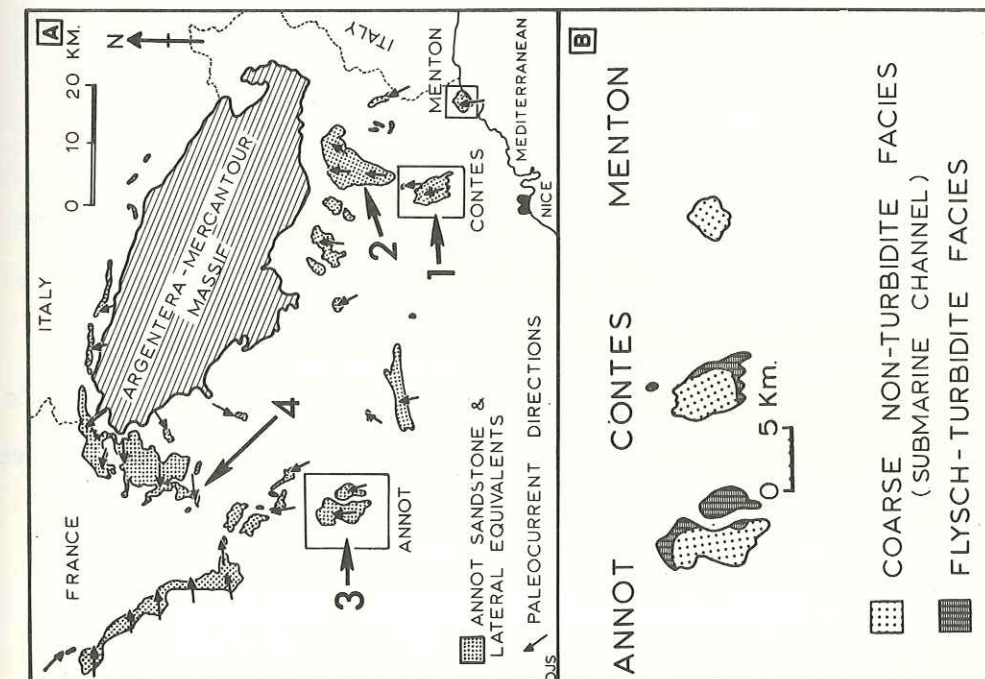 A
ITALY
FRANCE
N
0 10 20 KM.
ARGENTERA-MERCANTOUR
MASSIF
ITALY
MENTON
MEDITERRANEAN
NICE
CONTES
1
2
3
4
ANNOT
ANNOT SANDSTONE &
LATERAL EQUIVALENTS
PALEOCURRENT DIRECTIONS
DJS
B
ANNOT CONTES MENTON
0 5 Km.
COARSE NON-TURBIDITE FACIES
(SUBMARINE CHANNEL)
FLYSCH-TURBIDITE FACIES